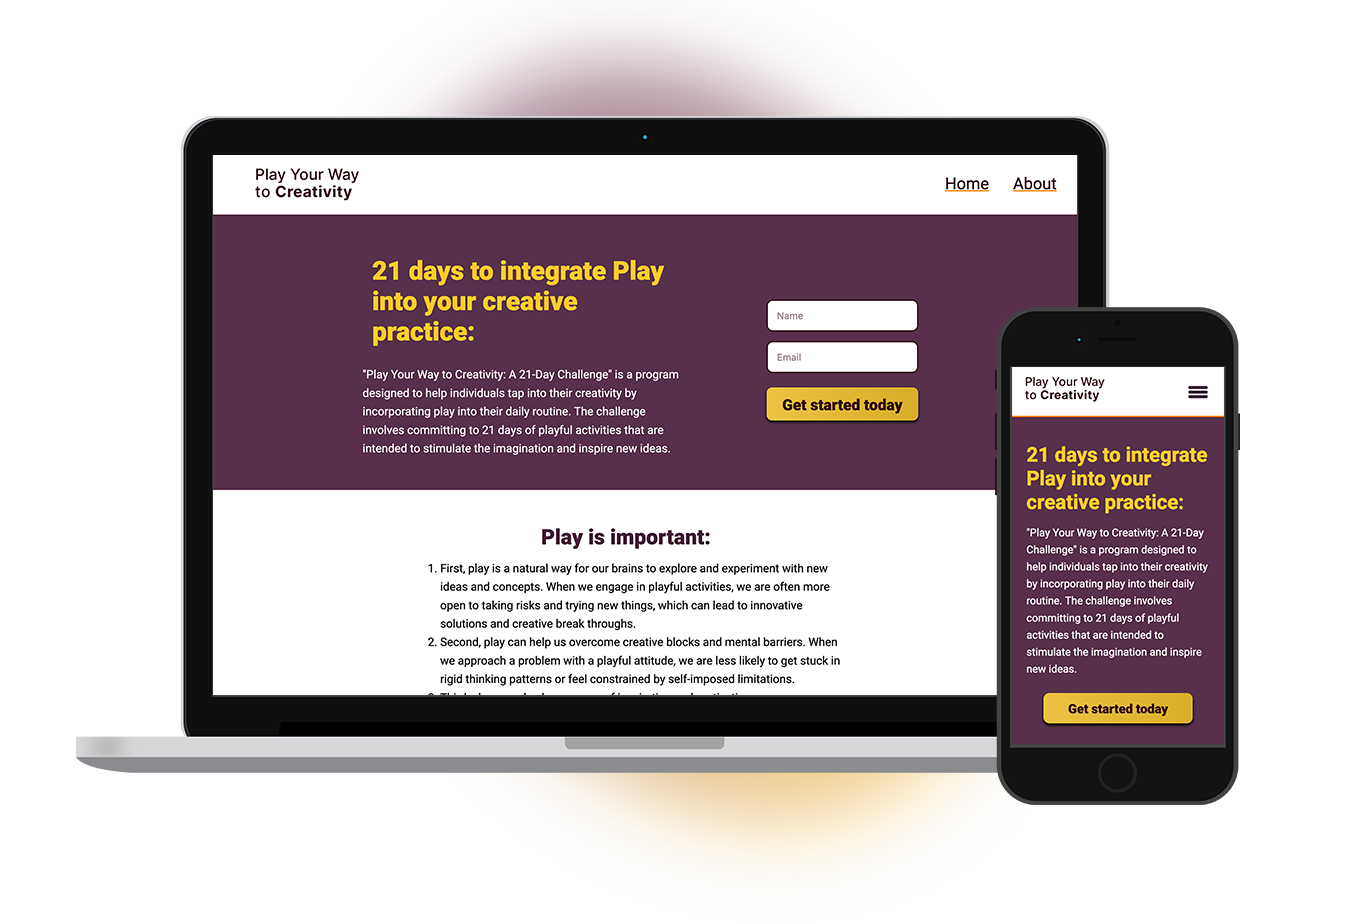 Play Your Way
to Creativity
Home
About
21 days to integrate Play
into your creative
practice:
"Play Your Way to Creativity: A 21-Day Challenge" is a program
designed to help individuals tap into their creativity by
incorporating play into their daily routine. The challenge
involves committing to 21 days of playful activities that are
intended to stimulate the imagination and inspire new ideas.
Name
Email
Get started today
Play is important:
1. First, play is a natural way for our brains to explore and experiment with new
ideas and concepts. When we engage in playful activities, we are often more
open to taking risks and trying new things, which can lead to innovative
solutions and creative break throughs.
2. Second, play can help us overcome creative blocks and mental barriers. When
we approach a problem with a playful attitude, we are less likely to get stuck in
rigid thinking patterns or feel constrained by self-imposed limitations.
Play Your Way
to Creativity
21 days to integrate
Play into your
creative practice:
"Play Your Way to Creativity: A 21-Day
Challenge" is a program designed to
help individuals tap into their creativity
by incorporating play into their daily
routine. The challenge involves
committing to 21 days of playful
activities that are intended to
stimulate the imagination and inspire
new ideas.
Get started today